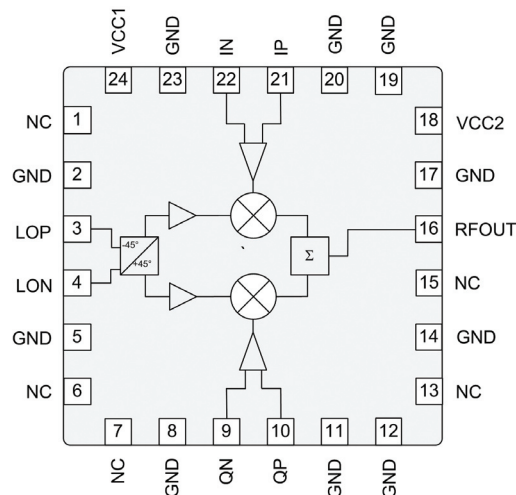 VCC1 GND IN IP GND GND
24 23 22 21 20 19
NC 1 18 VCC2
GND 2 17 GND
LOP 3 -45° 16 RFOUT
+45° Σ
LON 4 15 NC
GND 5 14 GND
NC 6 13 NC
7 8 9 10 11 12
NC GND QN QP GND GND